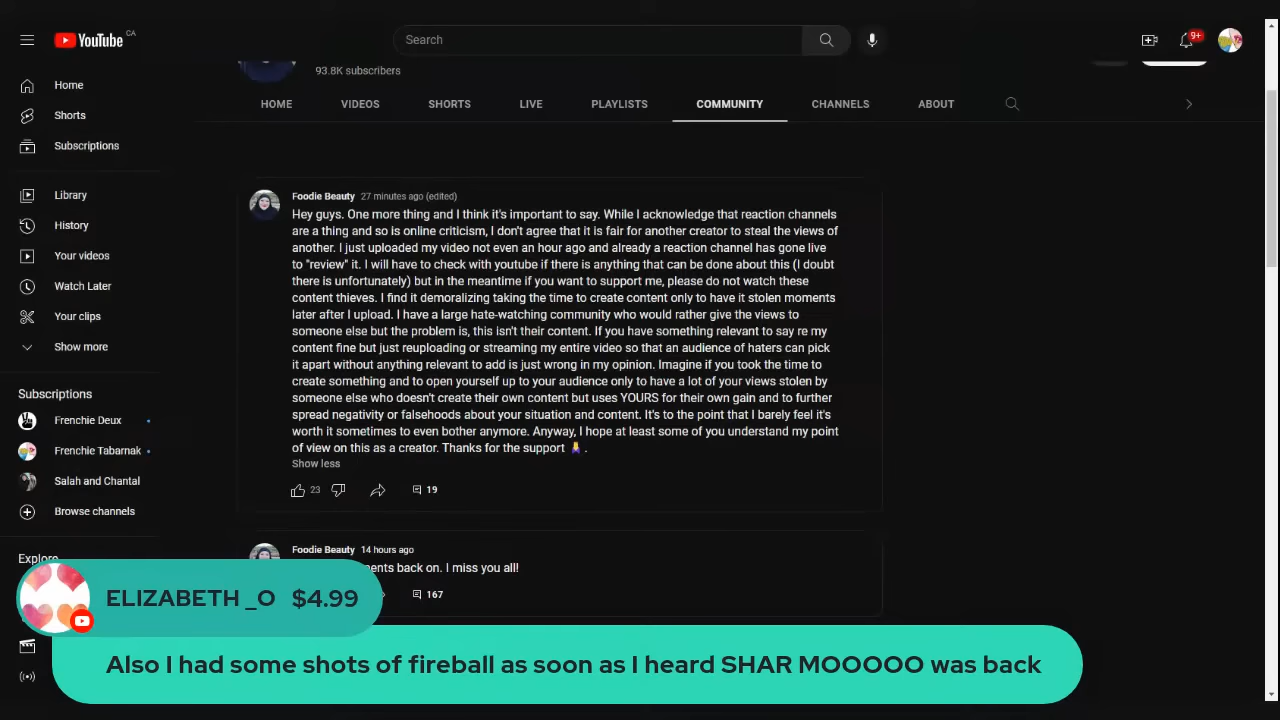 YouTube CA
Search
9+
93.8K subscribers
HOME VIDEOS SHORTS LIVE PLAYLISTS COMMUNITY CHANNELS ABOUT
Home
Shorts
Subscriptions
Library
History
Your videos
Watch Later
Your clips
Show more
Subscriptions
Frenchie Deux
Frenchie Tabarnak
Salah and Chantal
Browse channels
Explore
Foodie Beauty 27 minutes ago (edited)
Hey guys. One more thing and I think it's important to say. While I acknowledge that reaction channels
are a thing and so is online criticism, I don't agree that it is fair for another creator to steal the views of
another. I just uploaded my video not even an hour ago and already a reaction channel has gone live
to "review" it. I will have to check with youtube if there is anything that can be done about this (I doubt
there is unfortunately) but in the meantime if you want to support me, please do not watch these
content thieves. I find it demoralizing taking the time to create content only to have it stolen moments
later after I upload. I have a large hate-watching community who would rather give the views to
someone else but the problem is, this isn't their content. If you have something relevant to say re my
content fine but just reuploading or streaming my entire video so that an audience of haters can pick
it apart without anything relevant to add is just wrong in my opinion. Imagine if you took the time to
create something and to open yourself up to your audience only to have a lot of your views stolen by
someone else who doesn't create their own content but uses YOURS for their own gain and to further
spread negativity or falsehoods about your situation and content. It's to the point that I barely feel it's
worth it sometimes to even bother anymore. Anyway, I hope at least some of you understand my point
of view on this as a creator. Thanks for the support 🧘‍♀️ .
Show less
23 19
Foodie Beauty 14 hours ago
back on. I miss you all!
167
ELIZABETH _O $4.99
Also I had some shots of fireball as soon as I heard SHAR MOOOOO was back